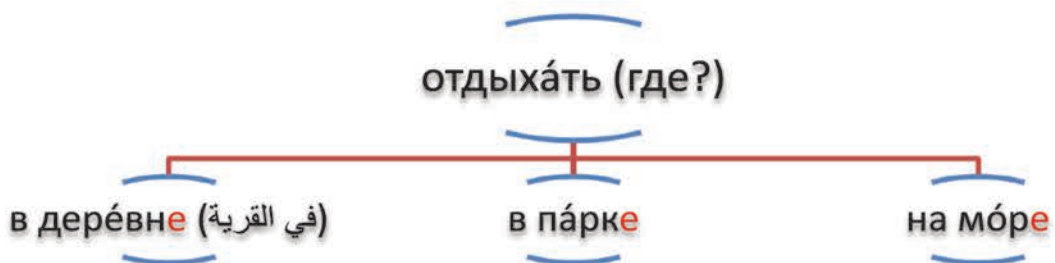 отдыха́ть (где?)
в дере́вне (في القرية)
в па́рке
на мо́ре